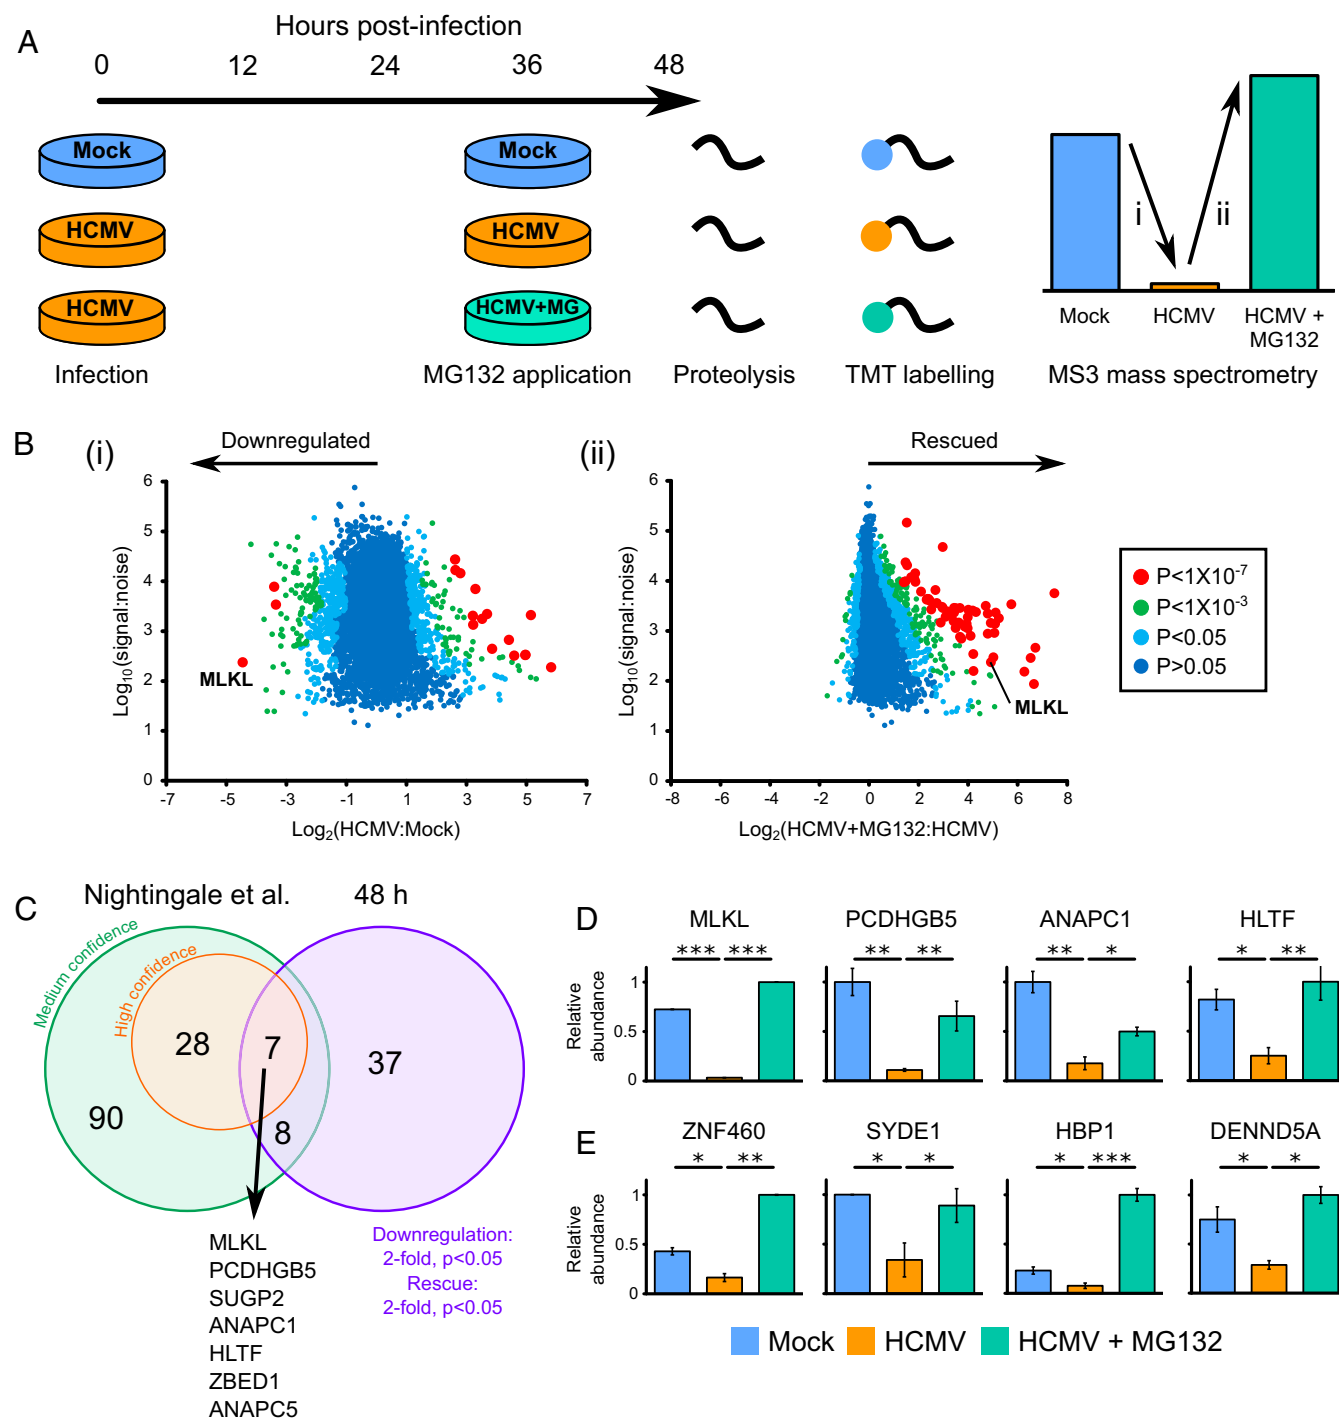 A
Hours post-infection
0 12 24 36 48
Mock Mock
HCMV HCMV
HCMV HCMV+MG
Infection MG132 application Proteolysis TMT labelling MS3 mass spectrometry
i ii
Mock HCMV HCMV +
MG132
B
(i) Downregulated
6
5
4
3
2
1
0
Log₁₀(signal:noise)
MLKL
-7 -5 -3 -1 1 3 5 7
Log₂(HCMV:Mock)
(ii) Rescued
6
5
4
3
2
1
0
Log₁₀(signal:noise)
MLKL
-8 -6 -4 -2 0 2 4 6 8
Log₂(HCMV+MG132:HCMV)
P<1X10⁻⁷
P<1X10⁻³
P<0.05
P>0.05
C
Nightingale et al. 48 h
Medium confidence
High confidence
28 7 37
90 8
MLKL
PCDHGB5
SUGP2
ANAPC1
HLTF
ZBED1
ANAPC5
Downregulation:
2-fold, p<0.05
Rescue:
2-fold, p<0.05
D
MLKL PCDHGB5 ANAPC1 HLTF
*** *** ** ** ** * * **
Relative
abundance
1
0.5
0
E
ZNF460 SYDE1 HBP1 DENND5A
* ** * * * *** * *
Relative
abundance
1
0.5
0
Mock HCMV HCMV + MG132